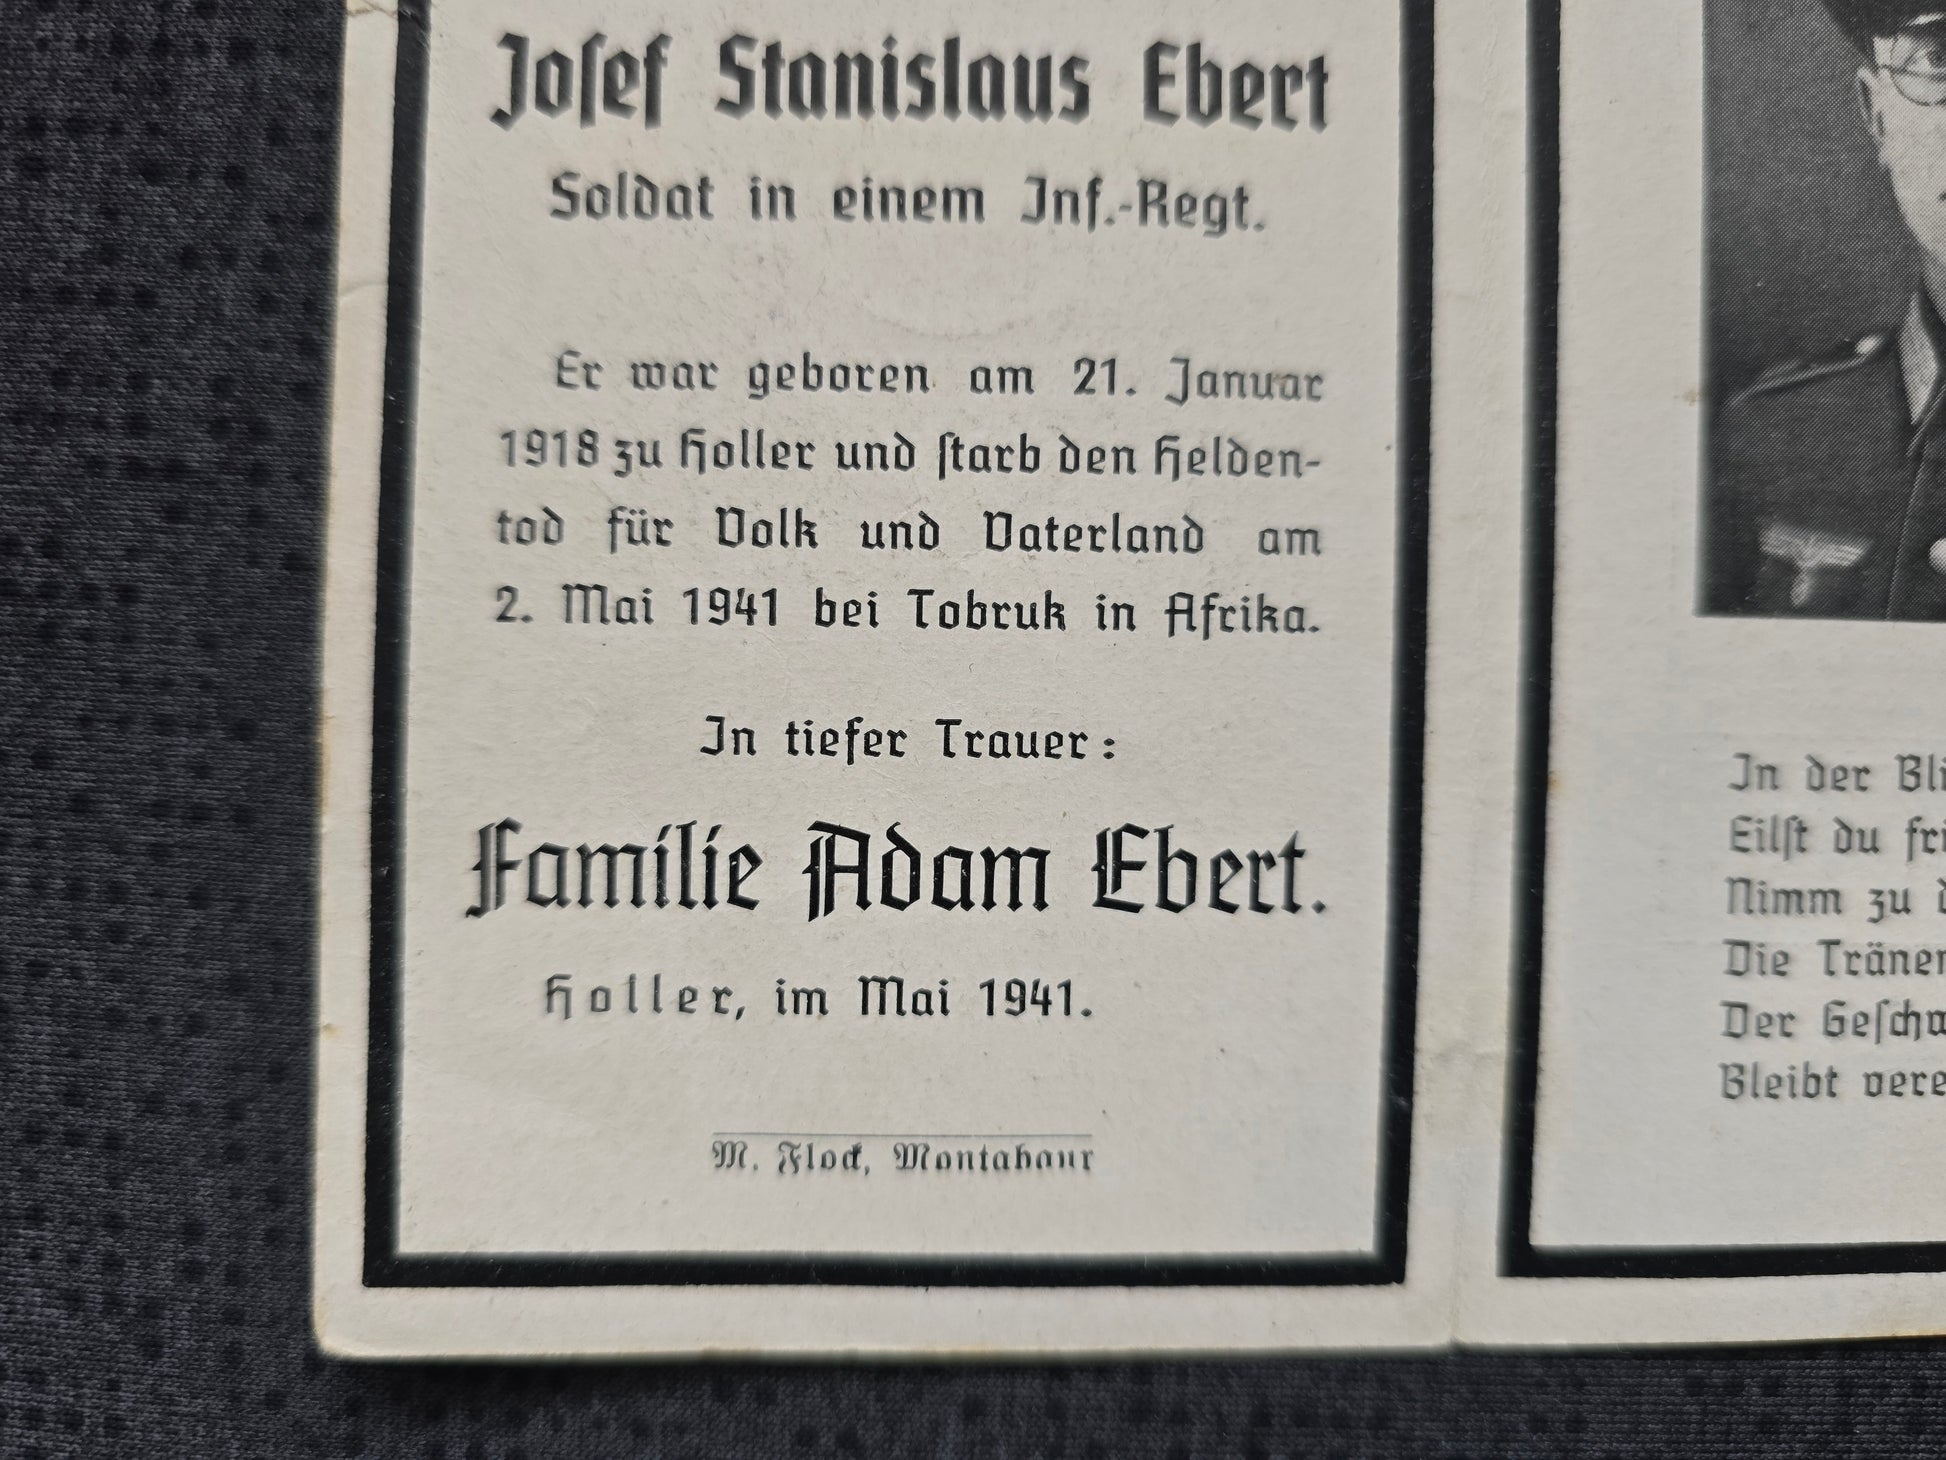 Josef Stanislaus Ebert
Soldat in einem Inf.-Regt.
Er war geboren am 21. Januar
1918 zu Holler und starb den Helden-
tod für Volk und Vaterland am
2. Mai 1941 bei Tobruk in Afrika.
In tiefer Trauer:
Familie Adam Ebert.
Holler, im Mai 1941.
M. Flock, Montabaur
In der
Eilst du
Nimm zu
Die
Der
Bleibt